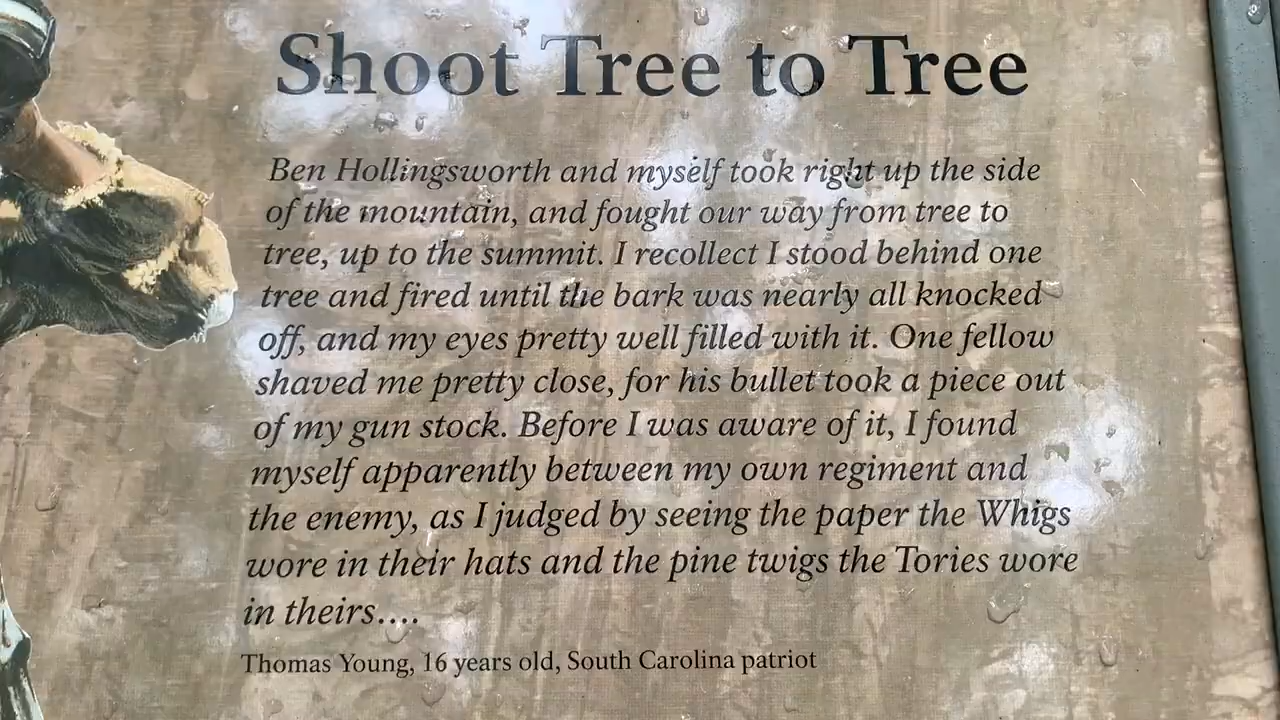 Shoot Tree to Tree
Ben Hollingsworth and myself took right up the side
of the mountain, and fought our way from tree to
tree, up to the summit. I recollect I stood behind one
tree and fired until the bark was nearly all knocked
off, and my eyes pretty well filled with it. One fellow
shaved me pretty close, for his bullet took a piece out
of my gun stock. Before I was aware of it, I found
myself apparently between my own regiment and
the enemy, as I judged by seeing the paper the Whigs
wore in their hats and the pine twigs the Tories wore
in theirs....
Thomas Young, 16 years old, South Carolina patriot